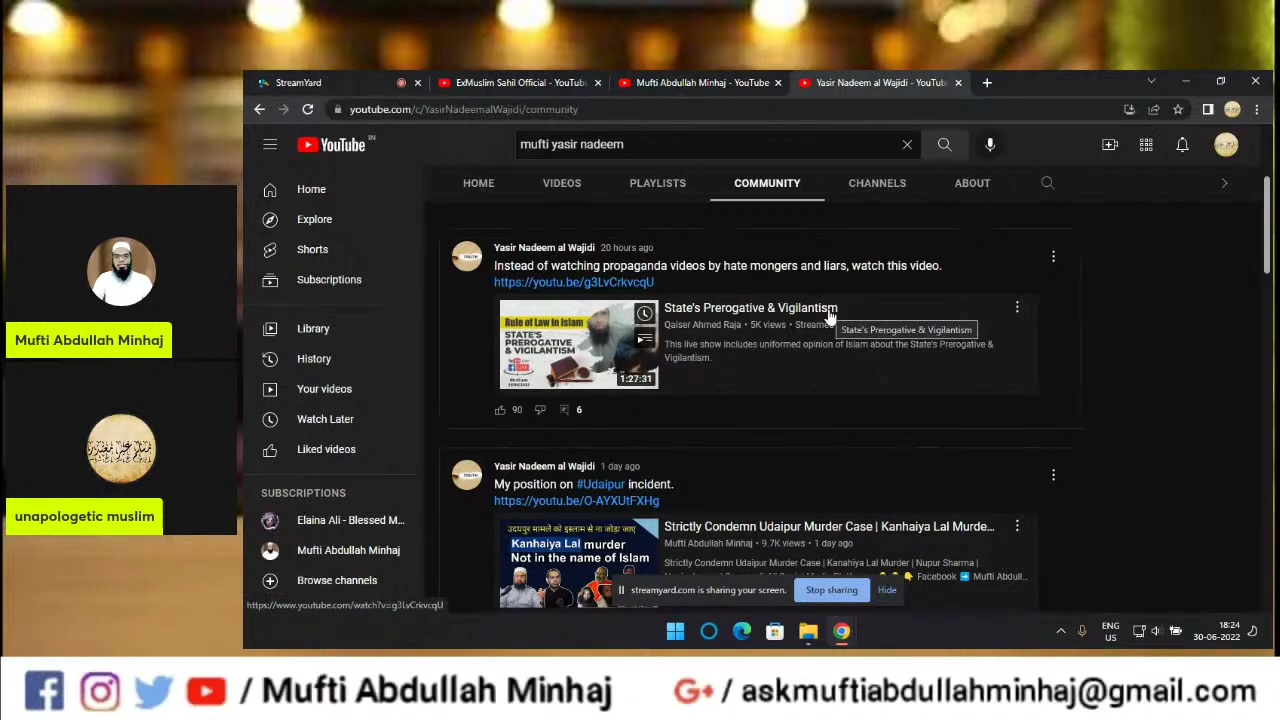 StreamYard
ExMuslim Sahil Official - YouTube
Mufti Abdullah Minhaj - YouTube
Yasir Nadeem al Wajidi - YouTub
youtube.com/c/YasirNadeemalWajidi/community
YouTube IN
mufti yasir nadeem
Home
Explore
Shorts
Subscriptions
Library
History
Your videos
Watch Later
Liked videos
SUBSCRIPTIONS
Elaina Ali - Blessed M...
Mufti Abdullah Minhaj
Browse channels
https://www.youtube.com/watch?v=g3LvCrkvcqU
HOME VIDEOS PLAYLISTS COMMUNITY CHANNELS ABOUT
Yasir Nadeem al Wajidi 20 hours ago
Instead of watching propaganda videos by hate mongers and liars, watch this video.
https://youtu.be/g3LvCrkvcqU
Rule of Law in Islam
STATE'S
PREROGATIVE
& VIGILANTISM
1:27:31
State's Prerogative & Vigilantism
Qaiser Ahmed Raja • 5K views • Streamed
State's Prerogative & Vigilantism
This live show includes uniformed opinion of Islam about the State's Prerogative &
Vigilantism.
90 6
Yasir Nadeem al Wajidi 1 day ago
My position on #Udaipur incident.
https://youtu.be/O-AYXUtFXHg
उदयपुर मामले को इस्लाम से ना जोडा जाए
Kanhaiya Lal murder
Not in the name of Islam
Strictly Condemn Udaipur Murder Case | Kanhaiya Lal Murde...
Mufti Abdullah Minhaj • 9.7K views • 1 day ago
Strictly Condemn Udaipur Murder Case | Kanhaiya Lal Murder | Nupur Sharma |
Facebook Mufti Abdull...
streamyard.com is sharing your screen.
Stop sharing
Hide
ENG
US
18:24
30-06-2022
Mufti Abdullah Minhaj
unapologetic muslim
/ Mufti Abdullah Minhaj
G+ / askmuftiabdullahminhaj@gmail.com